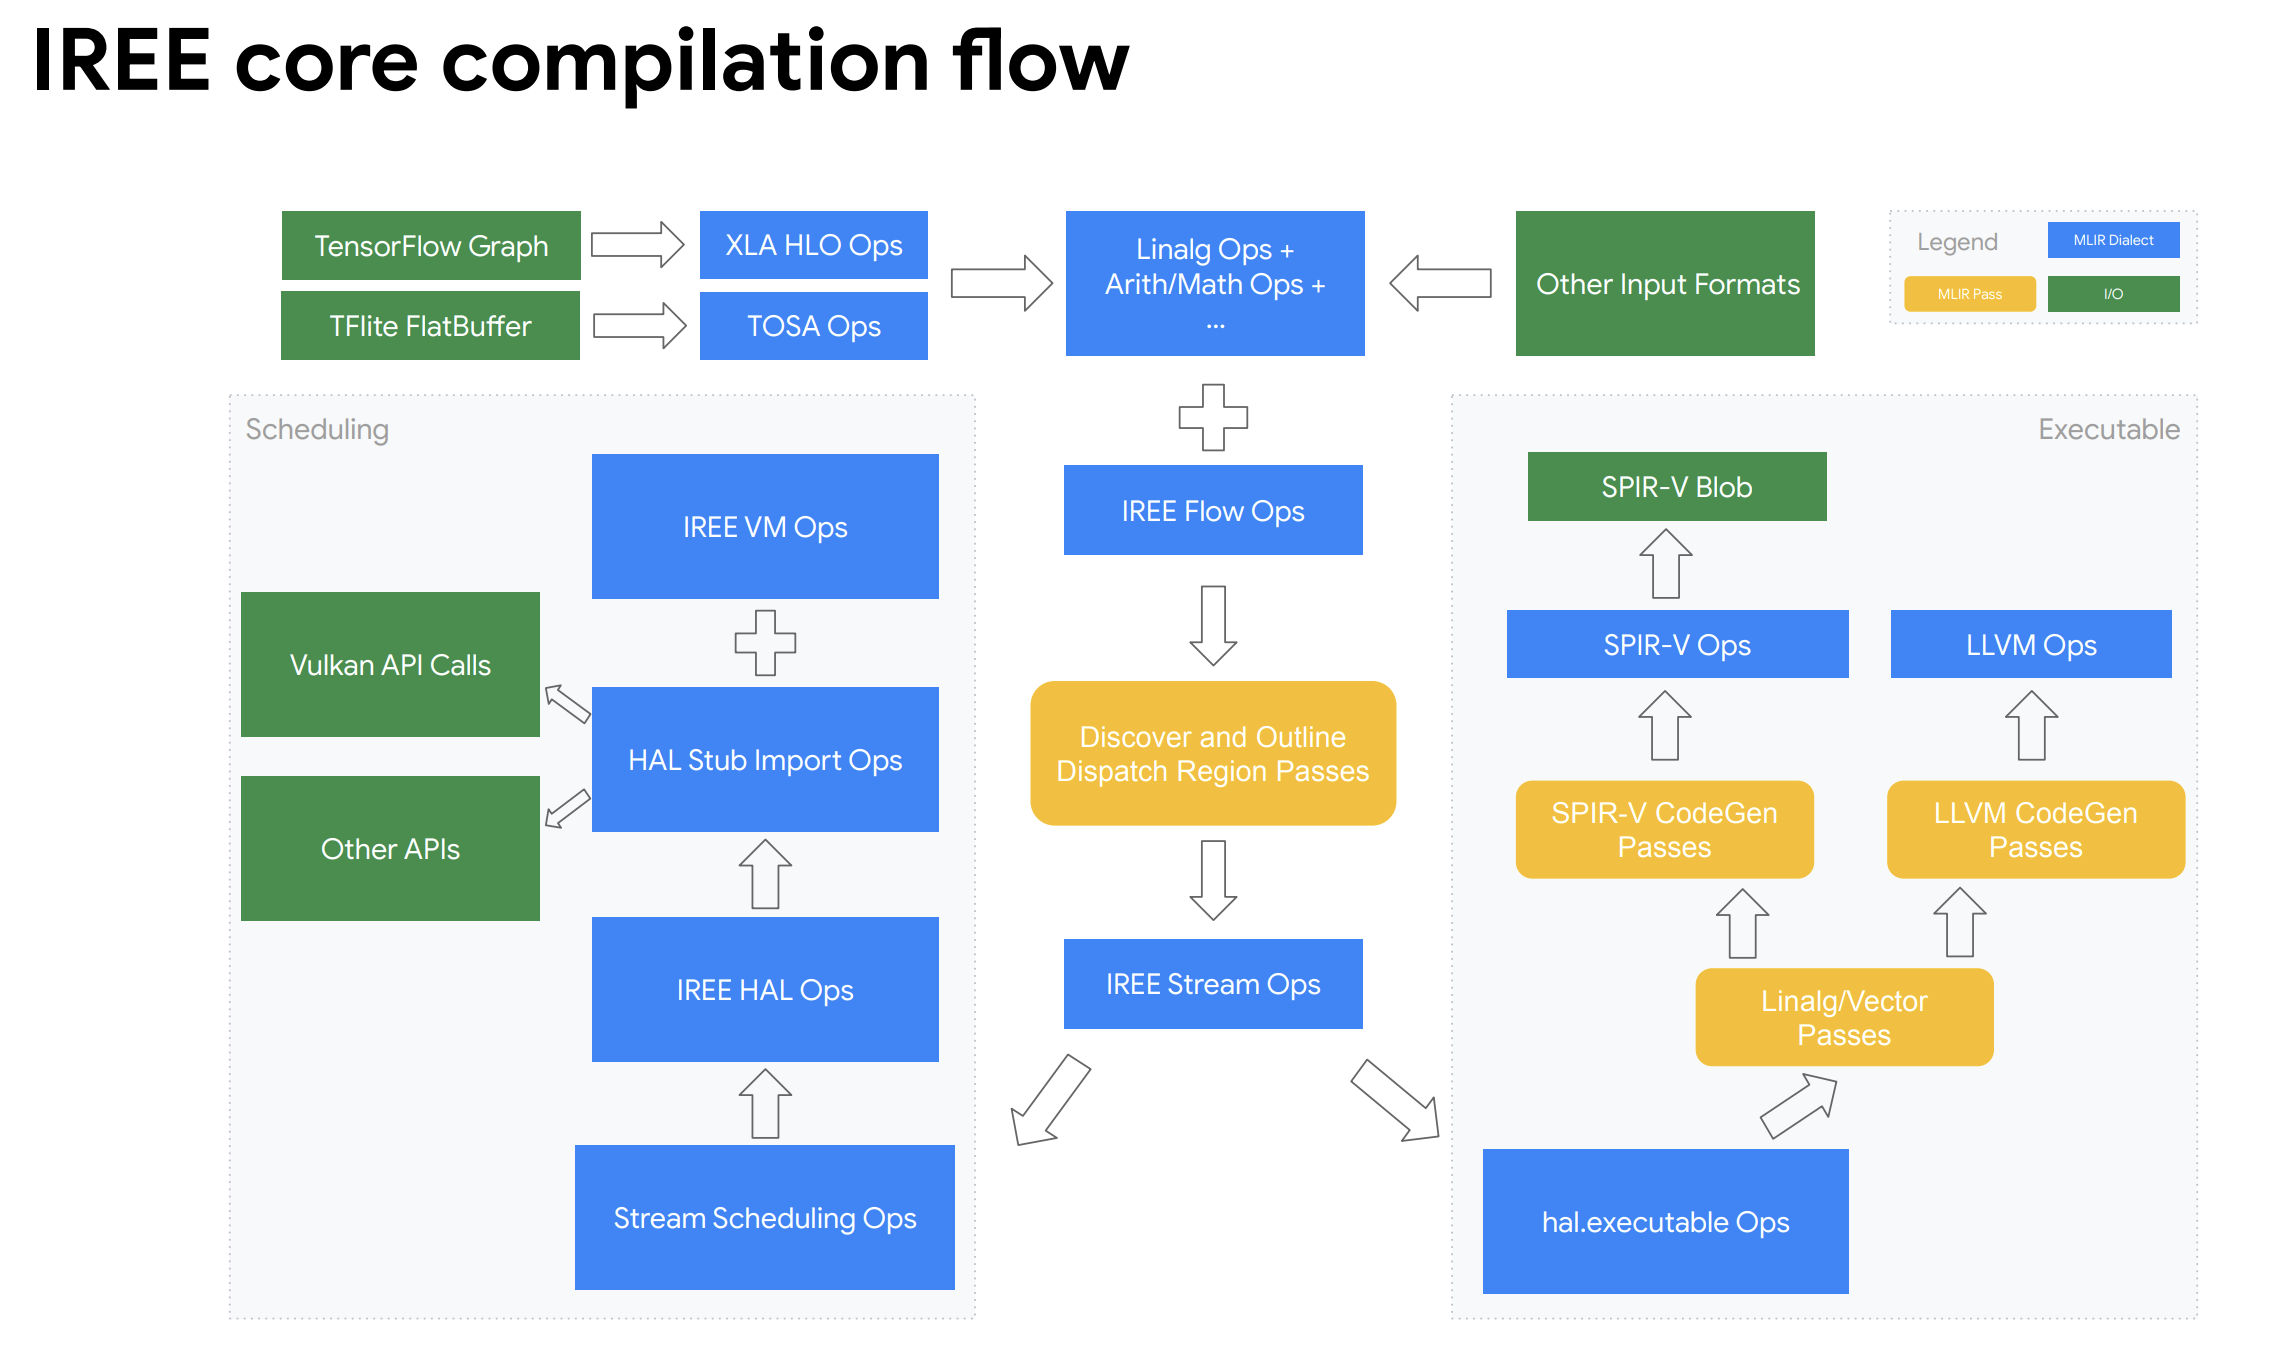 IREE core compilation flow
TensorFlow Graph
XLA HLO Ops
TFlite FlatBuffer
TOSA Ops
Linalg Ops +
Arith/Math Ops +
...
Other Input Formats
Legend
MLIR Dialect
MLIR Pass
I/O
Scheduling
IREE VM Ops
Vulkan API Calls
HAL Stub Import Ops
Other APIs
IREE HAL Ops
Stream Scheduling Ops
IREE Flow Ops
Discover and Outline
Dispatch Region Passes
IREE Stream Ops
Executable
SPIR-V Blob
SPIR-V Ops
LLVM Ops
SPIR-V CodeGen
Passes
LLVM CodeGen
Passes
Linalg/Vector
Passes
hal.executable Ops